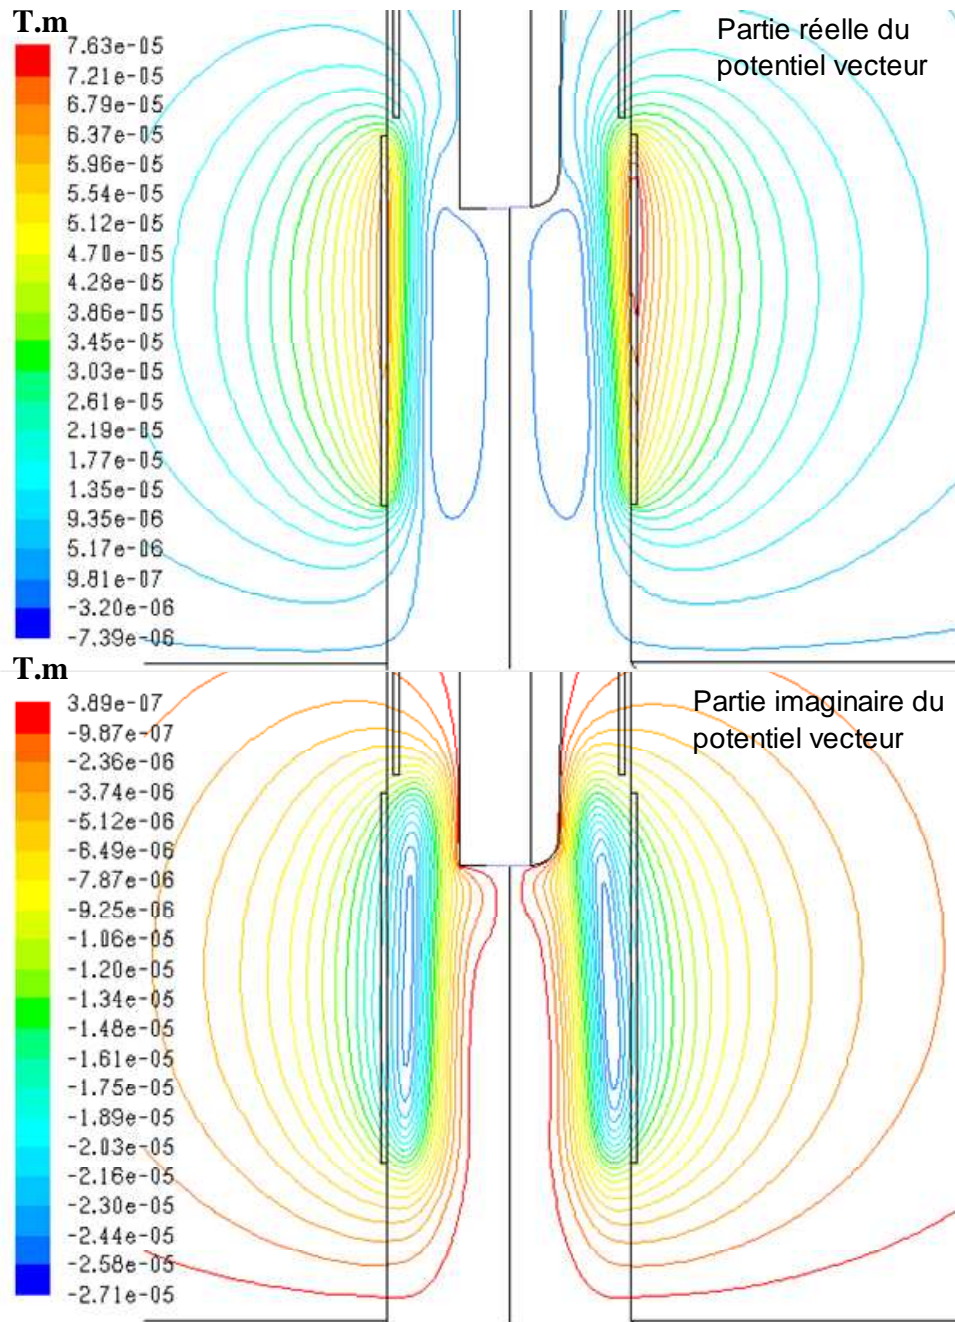 T.m
Partie réelle du
potentiel vecteur
7.63e-05
7.21e-05
6.79e-05
6.37e-05
5.96e-05
5.54e-05
5.12e-05
4.70e-05
4.28e-05
3.86e-05
3.45e-05
3.03e-05
2.61e-05
2.19e-05
1.77e-05
1.35e-05
9.35e-06
5.17e-06
9.81e-07
-3.20e-06
-7.39e-06
T.m
Partie imaginaire du
potentiel vecteur
3.89e-07
-9.87e-07
-2.36e-06
-3.74e-06
-5.12e-06
-6.49e-06
-7.87e-06
-9.25e-06
-1.06e-05
-1.20e-05
-1.34e-05
-1.48e-05
-1.61e-05
-1.75e-05
-1.89e-05
-2.03e-05
-2.16e-05
-2.30e-05
-2.44e-05
-2.58e-05
-2.71e-05